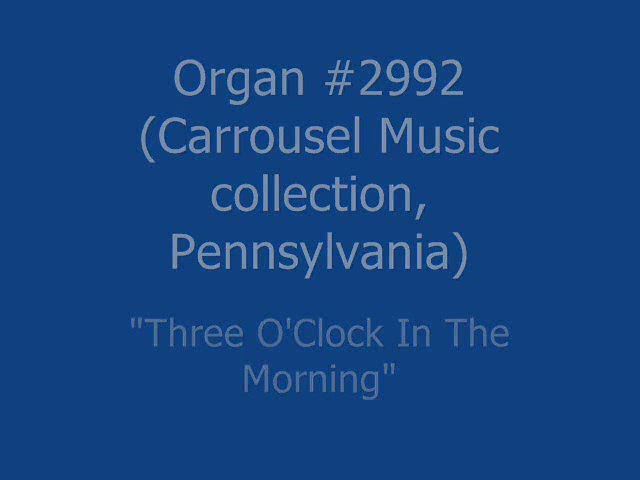 Organ #2992
(Carrousel Music
collection,
Pennsylvania)
"Three O'Clock In The
Morning"